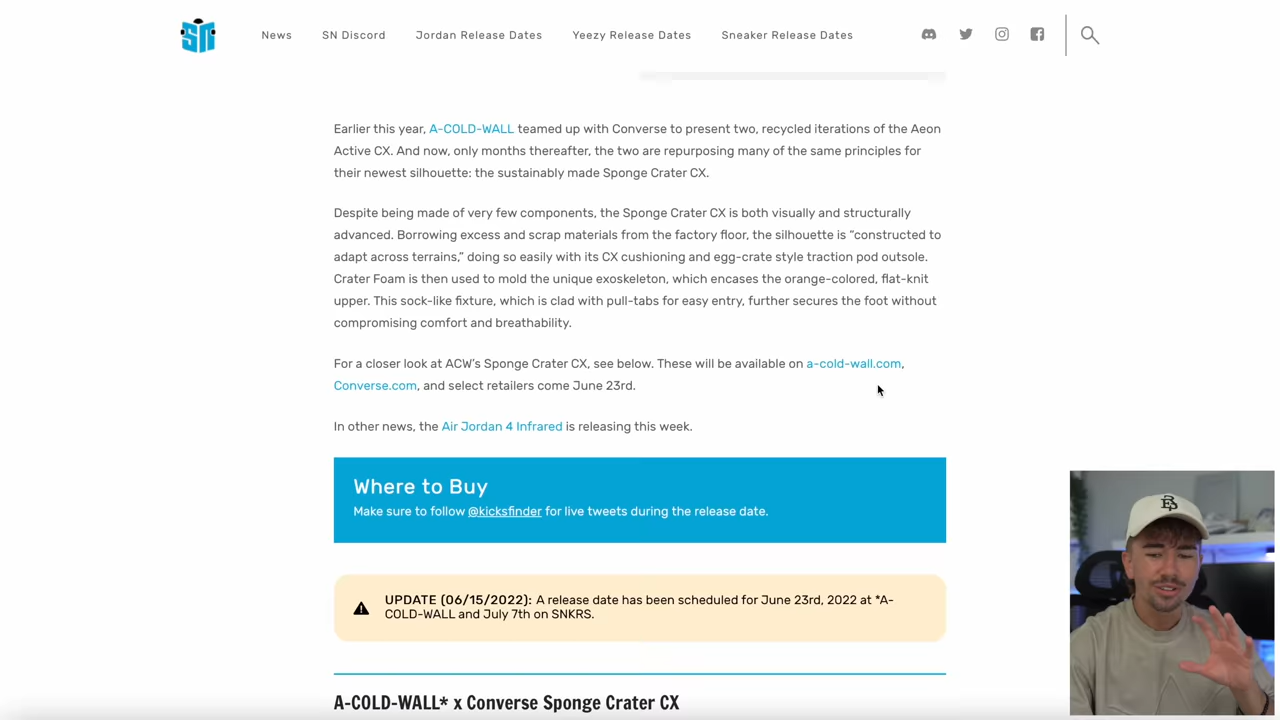 SN
News
SN Discord
Jordan Release Dates
Yeezy Release Dates
Sneaker Release Dates
Earlier this year, A-COLD-WALL teamed up with Converse to present two, recycled iterations of the Aeon
Active CX. And now, only months thereafter, the two are repurposing many of the same principles for
their newest silhouette: the sustainably made Sponge Crater CX.
Despite being made of very few components, the Sponge Crater CX is both visually and structurally
advanced. Borrowing excess and scrap materials from the factory floor, the silhouette is “constructed to
adapt across terrains,” doing so easily with its CX cushioning and egg-crate style traction pod outsole.
Crater Foam is then used to mold the unique exoskeleton, which encases the orange-colored, flat-knit
upper. This sock-like fixture, which is clad with pull-tabs for easy entry, further secures the foot without
compromising comfort and breathability.
For a closer look at ACW’s Sponge Crater CX, see below. These will be available on a-cold-wall.com,
Converse.com, and select retailers come June 23rd.
In other news, the Air Jordan 4 Infrared is releasing this week.
Where to Buy
Make sure to follow @kicksfinder for live tweets during the release date.
UPDATE (06/15/2022): A release date has been scheduled for June 23rd, 2022 at *A-
COLD-WALL and July 7th on SNKRS.
A-COLD-WALL* x Converse Sponge Crater CX